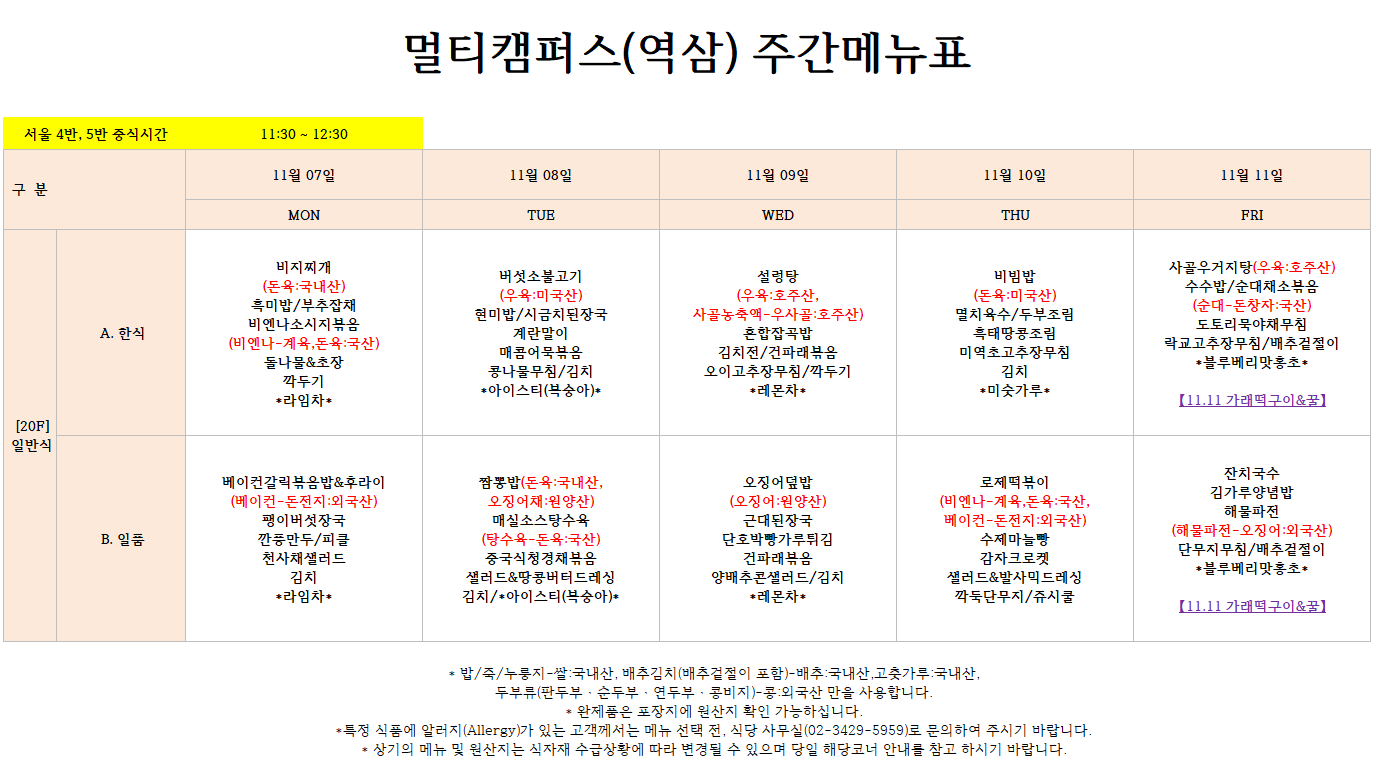 멀티캠퍼스(역삼) 주간메뉴표
서울 4반, 5반 중식시간 11:30 ~ 12:30
구 분
11월 07일 11월 08일 11월 09일 11월 10일 11월 11일
MON TUE WED THU FRI
[20F]
일반식
A. 한식
비지찌개
(돈육:국내산)
흑미밥/부추잡채
비엔나소시지볶음
(비엔나-계육,돈육:국산)
돌나물&초장
깍두기
*라임차*
버섯소불고기
(우육:미국산)
현미밥/시금치된장국
계란말이
매콤어묵볶음
콩나물무침/김치
*아이스티(복숭아)*
설렁탕
(우육:호주산,
사골농축액-우사골:호주산)
혼합잡곡밥
김치전/건파래볶음
오이고추장무침/깍두기
*레몬차*
비빔밥
(돈육:미국산)
멸치육수/두부조림
흑태땅콩조림
미역초고추장무침
김치
*미숫가루*
사골우거지탕(우육:호주산)
수수밥/순대채소볶음
(순대-돈창자:국산)
도토리묵야채무침
락교고추장무침/배추겉절이
*블루베리맛홍초*
【11.11 가래떡구이&꿀】
B. 일품
베이컨갈릭볶음밥&후라이
(베이컨-돈전지:외국산)
팽이버섯장국
깐풍만두/피클
천사채샐러드
김치
*라임차*
짬뽕밥(돈육:국내산,
오징어채:원양산)
매실소스탕수육
(탕수육-돈육:국산)
중국식청경채볶음
샐러드&땅콩버터드레싱
김치/*아이스티(복숭아)*
오징어덮밥
(오징어:원양산)
근대된장국
단호박빵가루튀김
건파래볶음
양배추콘샐러드/김치
*레몬차*
로제떡볶이
(비엔나-계육,돈육:국산,
베이컨-돈전지:외국산)
수제마늘빵
감자크로켓
샐러드&발사믹드레싱
깍둑단무지/쥬시쿨
잔치국수
김가루양념밥
해물파전
(해물파전-오징어:외국산)
단무지무침/배추겉절이
*블루베리맛홍초*
【11.11 가래떡구이&꿀】
* 밥/죽/누룽지-쌀:국내산, 배추김치(배추겉절이 포함)-배추:국내산,고춧가루:국내산,
두부류(판두부ㆍ순두부ㆍ연두부ㆍ콩비지)-콩:외국산 만을 사용합니다.
* 완제품은 포장지에 원산지 확인 가능하십니다.
*특정 식품에 알러지(Allergy)가 있는 고객께서는 메뉴 선택 전, 식당 사무실(02-3429-5959)로 문의하여 주시기 바랍니다.
* 상기의 메뉴 및 원산지는 식자재 수급상황에 따라 변경될 수 있으며 당일 해당코너 안내를 참고 하시기 바랍니다.